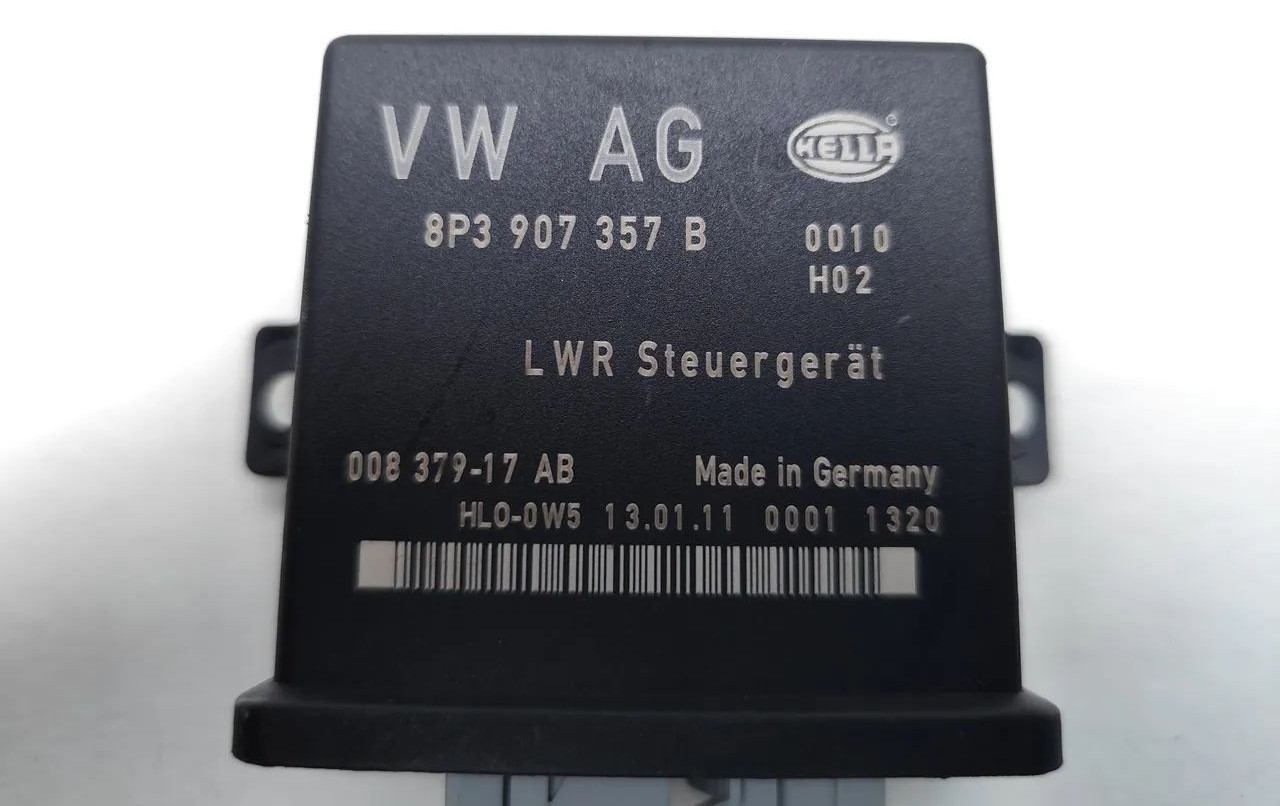 VW AG HELLA
8P3 907 357 B 0010
H02
LWR Steuergerät
008 379-17 AB Made in Germany
HLO-0W5 13.01.11 0001 1320